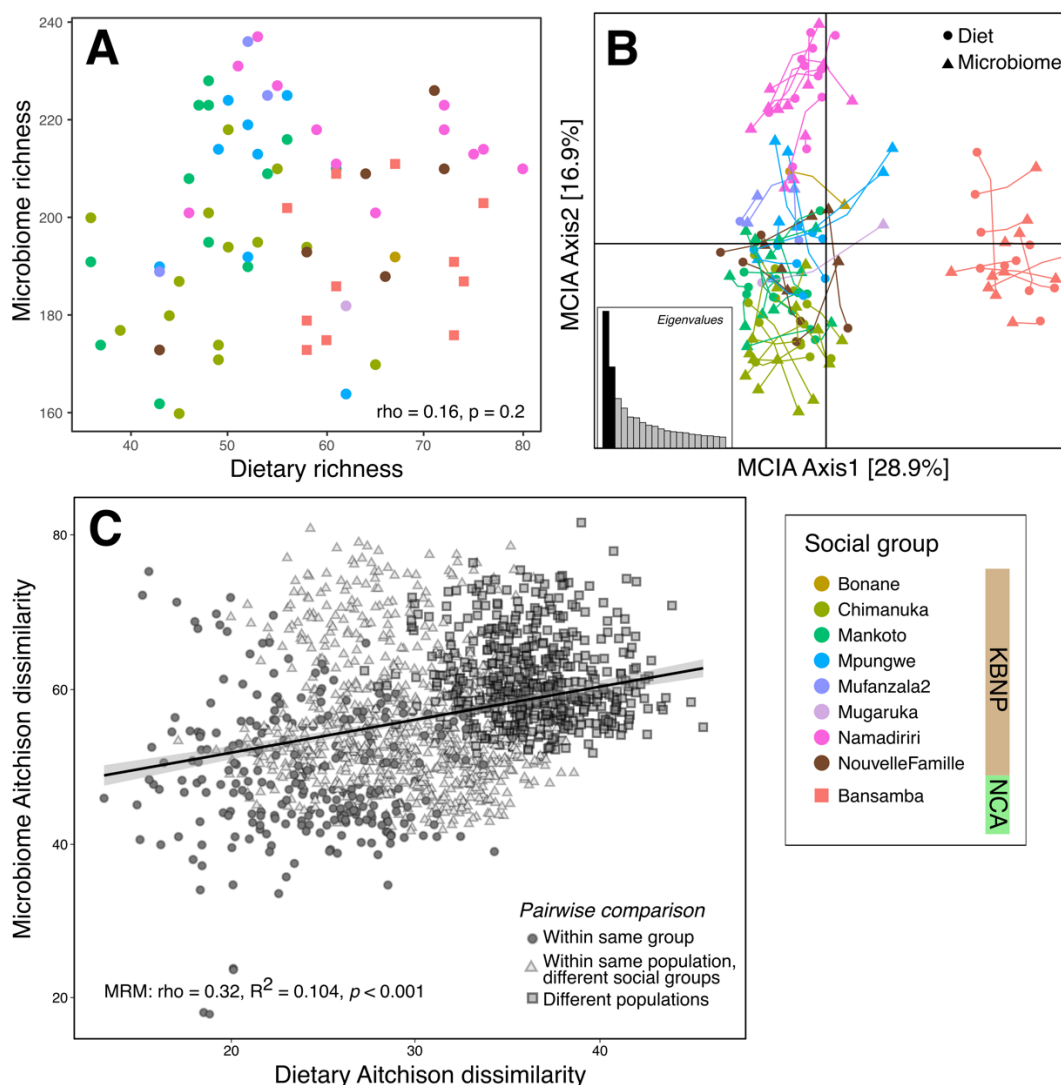 A
Microbiome richness
240
220
200
180
160
40
50
60
70
80
rho = 0.16, p = 0.2
Dietary richness
B
Diet
Microbiome
MCIA Axis2 [16.9%]
Eigenvalues
MCIA Axis1 [28.9%]
C
Microbiome Aitchison dissimilarity
80
60
40
20
20
30
40
Pairwise comparison
Within same group
Within same population,
different social groups
Different populations
MRM: rho = 0.32, R² = 0.104, p < 0.001
Dietary Aitchison dissimilarity
Social group
Bonane
Chimanuka
Mankoto
Mpungwe
Mufanzala2
Mugaruka
Namadiriri
NouvelleFamille
Bansamba
KBNP
NCA